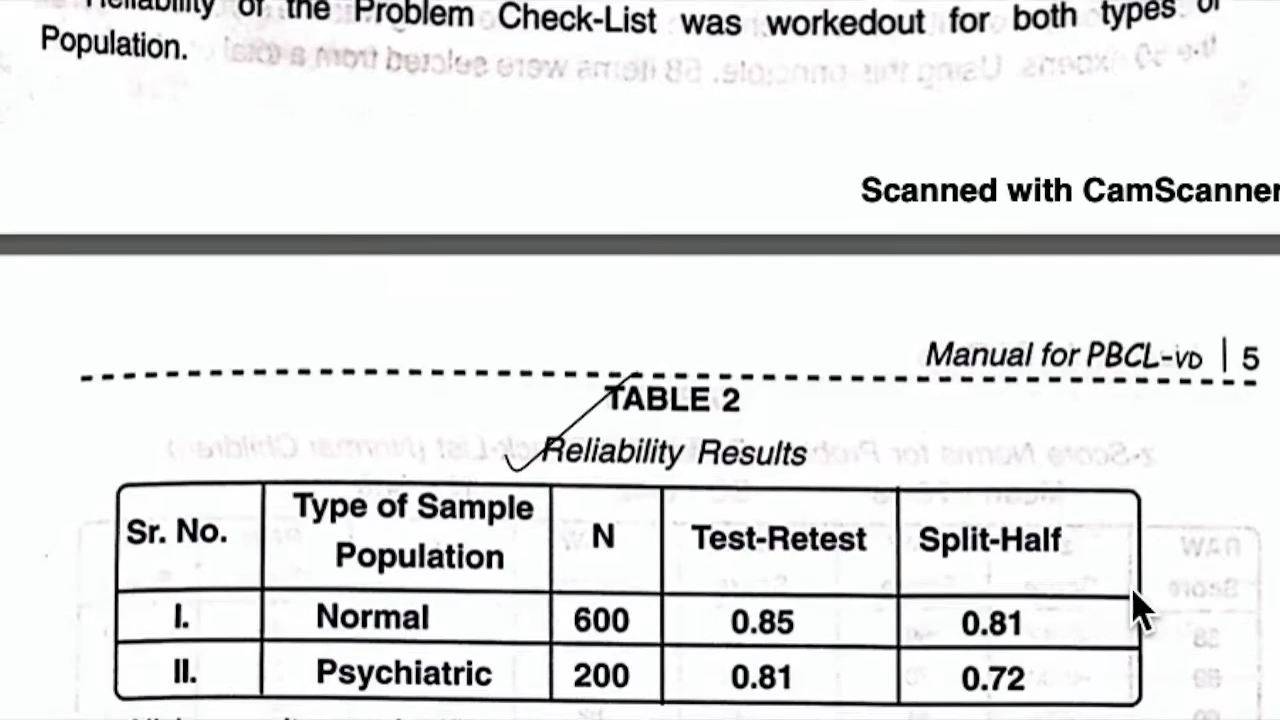 Reliability of the Problem Check-List was workedout for both types of
Population.
Scanned with CamScanner
Manual for PBCL-VD | 5
TABLE 2
Reliability Results
Sr. No. Type of Sample Population N Test-Retest Split-Half
I. Normal 600 0.85 0.81
II. Psychiatric 200 0.81 0.72